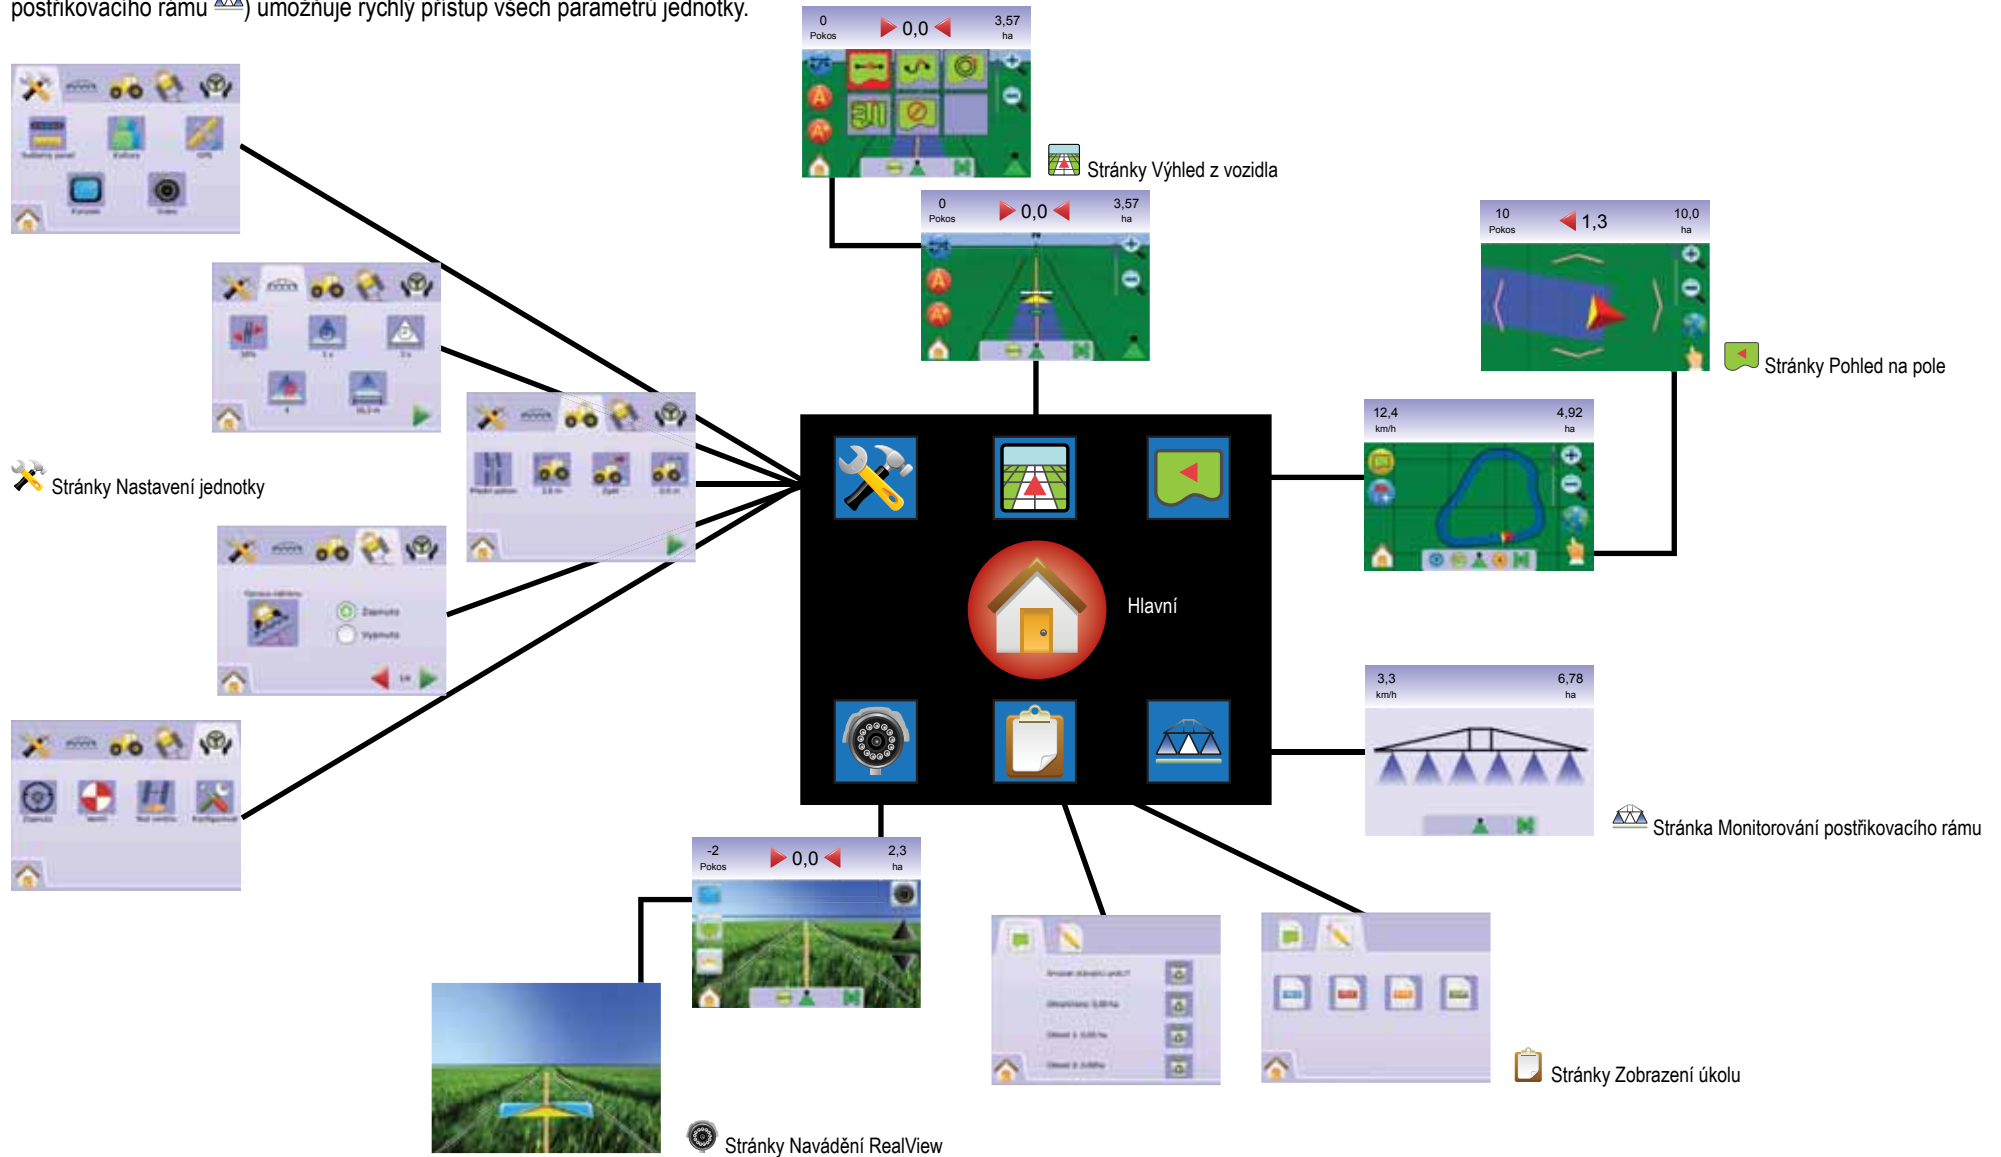 postřikovacího rámu ) umožňuje rychlý přístup všech parametrů jednotky.
0 0,0 3,57
Pokos ha
Stránky Výhled z vozidla
0 0,0 3,57
Pokos ha
10 1,3 10,0
Pokos ha
Stránky Pohled na pole
12,4 4,92
km/h ha
Stránky Nastavení jednotky
Zapnuto
Vypnuto
Hlavní
3,3 6,78
km/h ha
Stránka Monitorování postřikovacího rámu
-2 0,0 2,3
Pokos ha
Stránky Zobrazení úkolu
Stránky Navádění RealView